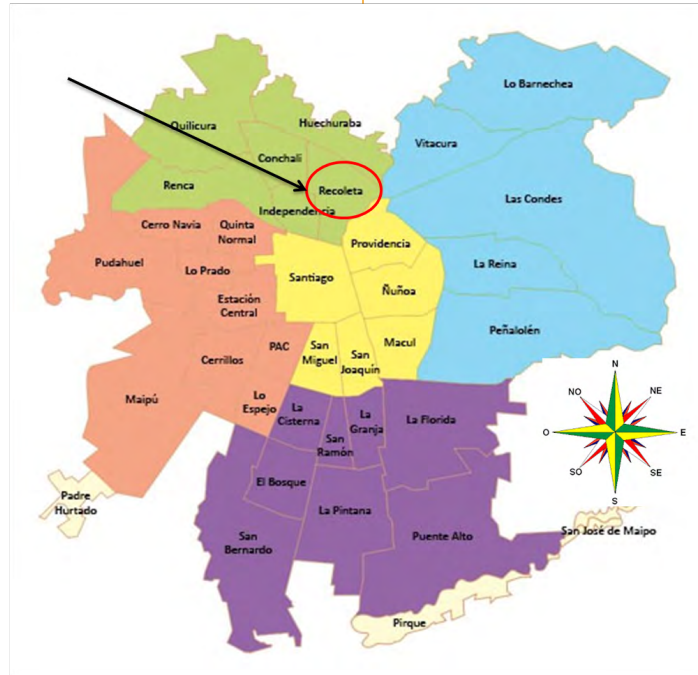 Lo Barnechea
Quilicura
Huechuraba
Vitacura
Conchalí
Renca
Recoleta
Las Condes
Independencia
Cerro Navia
Quinta
Normal
Providencia
Pudahuel
Lo Prado
La Reina
Santiago
Ñuñoa
Estación
Central
Peñalolén
PAC
San
Miguel
Macul
San
Joaquín
Cerrillos
N
NO
NE
Maipú
Lo
Espejo
La
Cisterna
La
Granja
La Florida
O
E
San
Ramón
SO
SE
El Bosque
S
Padre
Hurtado
La Pintana
San
Bernardo
Puente Alto
San José de Maipo
Pirque